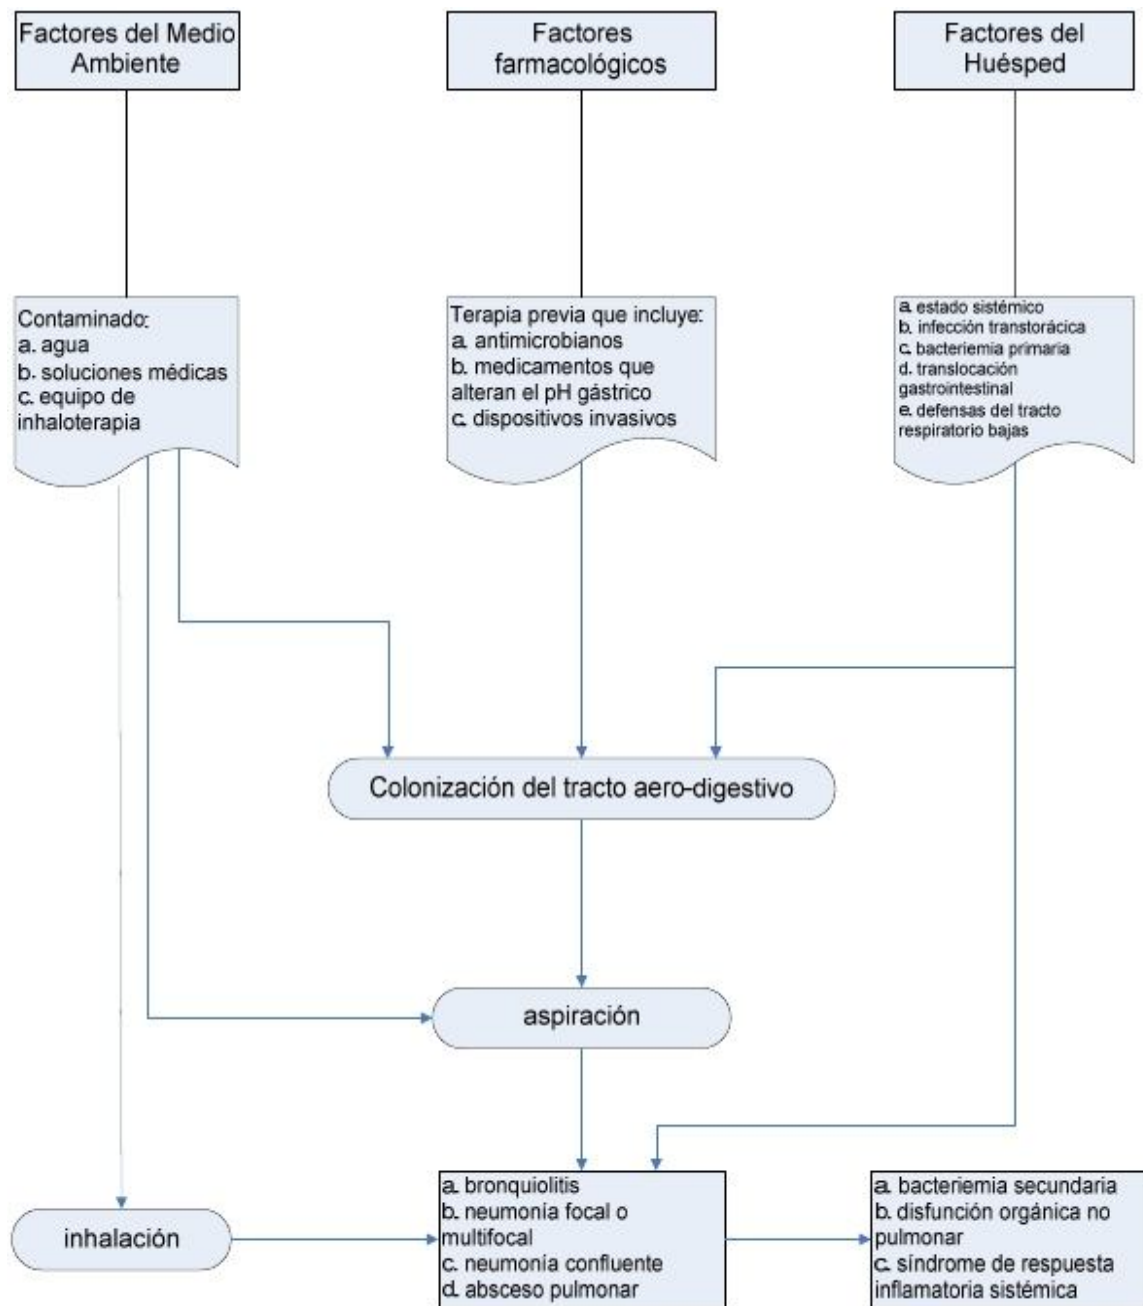 Factores del Medio
Ambiente
Factores
farmacológicos
Factores del
Huésped
Contaminado:
a. agua
b. soluciones médicas
c. equipo de
inhaloterapia
Terapia previa que incluye:
a. antimicrobianos
b. medicamentos que
alteran el pH gástrico
c. dispositivos invasivos
a. estado sistémico
b. infección transtorácica
c. bacteriemia primaria
d. translocación
gastrointestinal
e. defensas del tracto
respiratorio bajas
Colonización del tracto aero-digestivo
aspiración
inhalación
a. bronquiolitis
b. neumonía focal o
multifocal
c. neumonía confluente
d. absceso pulmonar
a. bacteriemia secundaria
b. disfunción orgánica no
pulmonar
c. síndrome de respuesta
inflamatoria sistémica